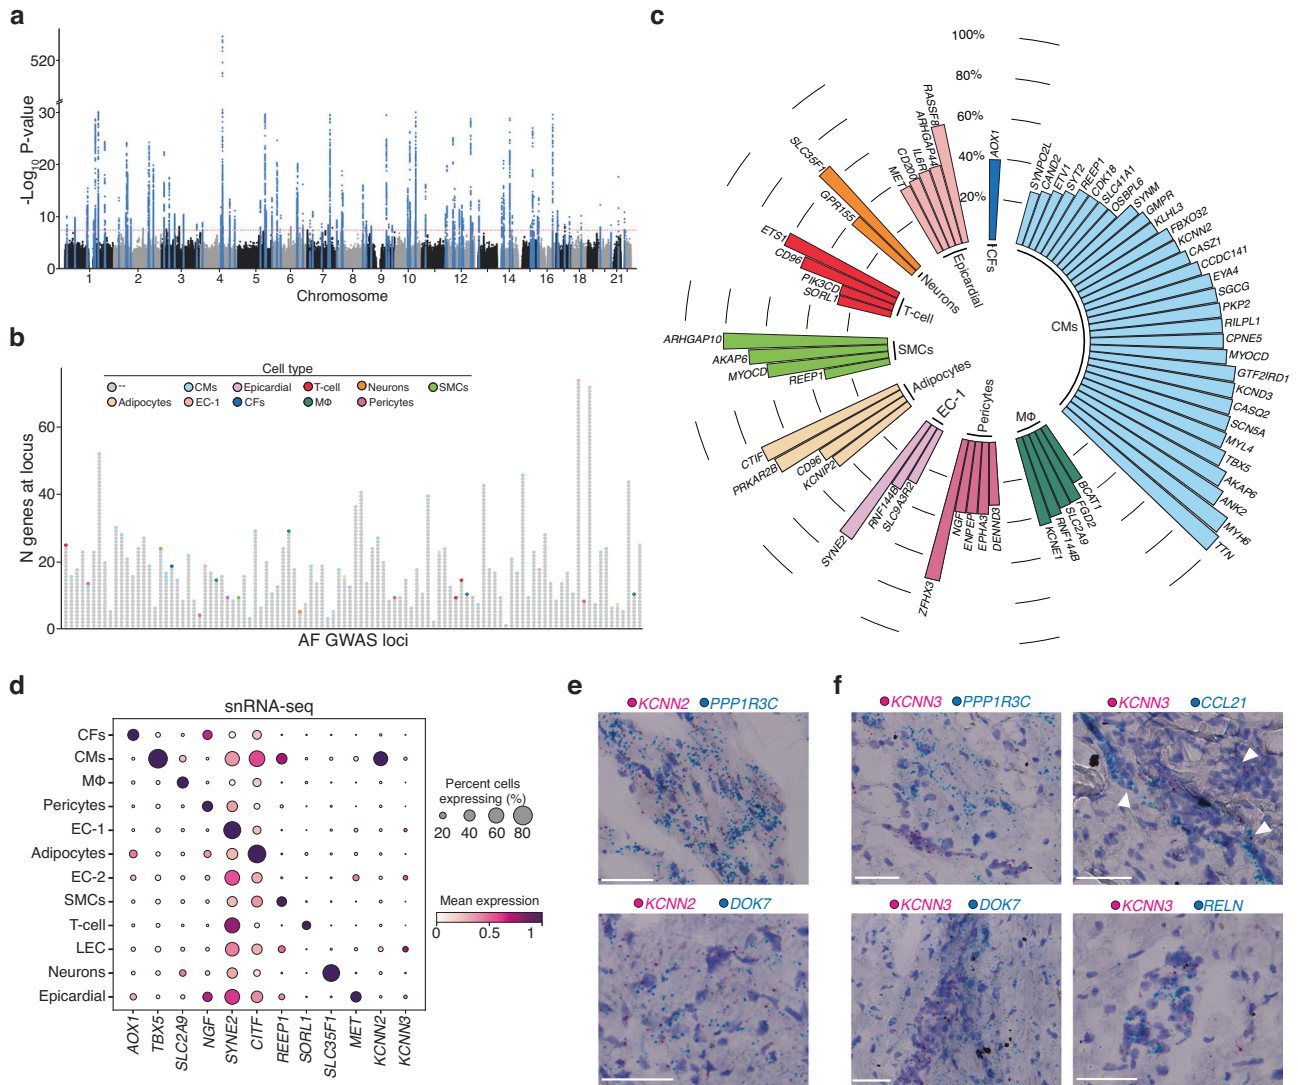 a
520
30
20
10
0
-Log10 P-value
1 2 3 4 5 6 7 8 9 10 12 14 16 18 21
Chromosome
b
Cell type
-- CMs Epicardial T-cell Neurons SMCs
Adipocytes EC-1 CFs MΦ Pericytes
60
40
20
0
N genes at locus
AF GWAS loci
c
100%
80%
60%
40%
20%
AOX1
CFs
SYNPO2L
CAND2
ETV1
SYT2
REEP1
CDK18
SLC41A1
OSBPL6
SYNM
GMPR
KLHL3
FBXO32
KCNN2
CASZ1
CCDC141
EYA4
SGCG
PKP2
RILPL1
CPNE5
MYOCD
GTF2IRD1
KCND3
CASQ2
SCN5A
MYL4
TBX5
AKAP6
ANK2
MYH6
TTN
CMs
BCAT1
FGD2
SLC2A9
RNF144B
KCNE1
MΦ
DENND3
EPHA3
ENPEP
NGF
ZFHX3
Pericytes
SLC9A3R2
RNF144B
SYNE2
EC-1
KCNIP2
CD96
PRKAR2B
CTIF
Adipocytes
REEP1
MYOCD
AKAP6
ARHGAP10
SMCs
SORL1
PIK3CD
CD96
ETS1
T-cell
GPR155
SLC35F1
Neurons
MET
CD200
IL6R
ARHGAP44
RASSF8
Epicardial
d
snRNA-seq
CFs
CMs
MΦ
Pericytes
EC-1
Adipocytes
EC-2
SMCs
T-cell
LEC
Neurons
Epicardial
AOX1
TBX5
SLC2A9
NGF
SYNE2
CITF
REEP1
SORL1
SLC35F1
MET
KCNN2
KCNN3
Percent cells
expressing (%)
20 40 60 80
Mean expression
0 0.5 1
e
KCNN2 PPP1R3C
KCNN2 DOK7
f
KCNN3 PPP1R3C
KCNN3 CCL21
KCNN3 DOK7
KCNN3 RELN